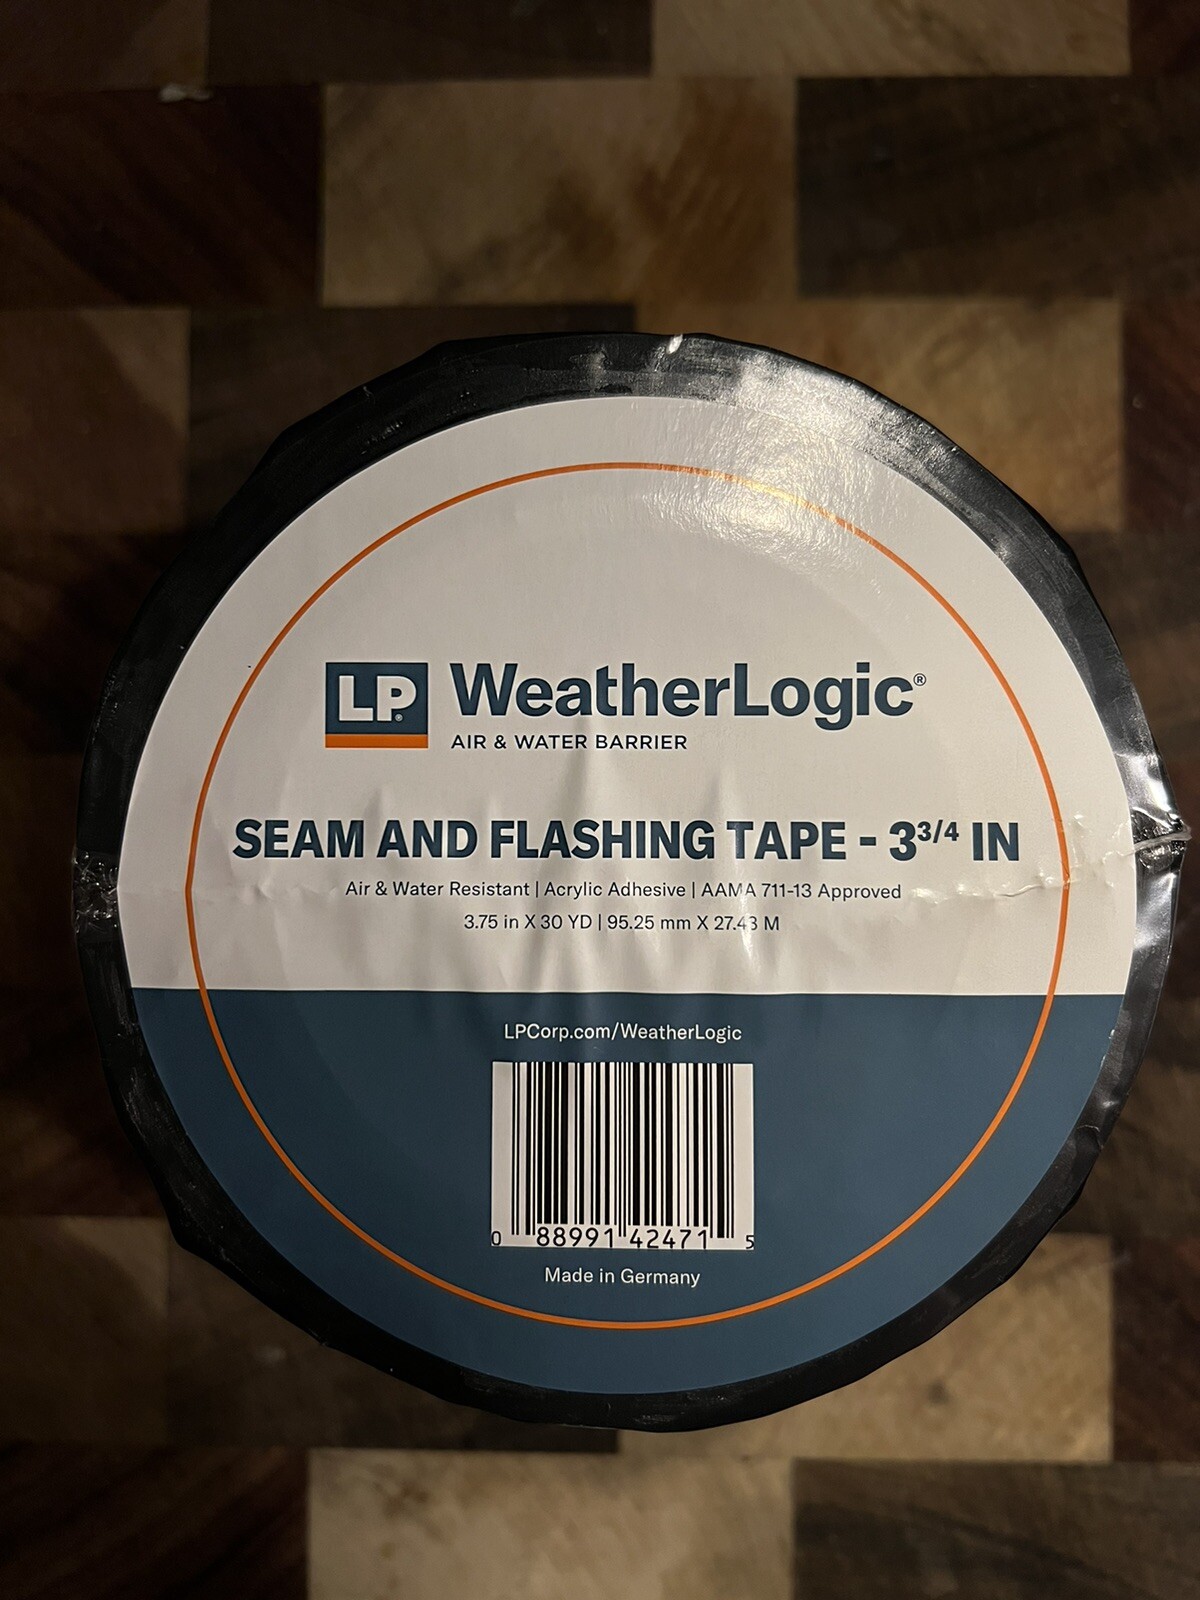 LP® WeatherLogic®
AIR & WATER BARRIER
SEAM AND FLASHING TAPE - 3 3/4 IN
Air & Water Resistant | Acrylic Adhesive | AAMA 711-13 Approved
3.75 in X 30 YD | 95.25 mm X 27.43 M
LPCorp.com/WeatherLogic
0 88991 42471 5
Made in Germany